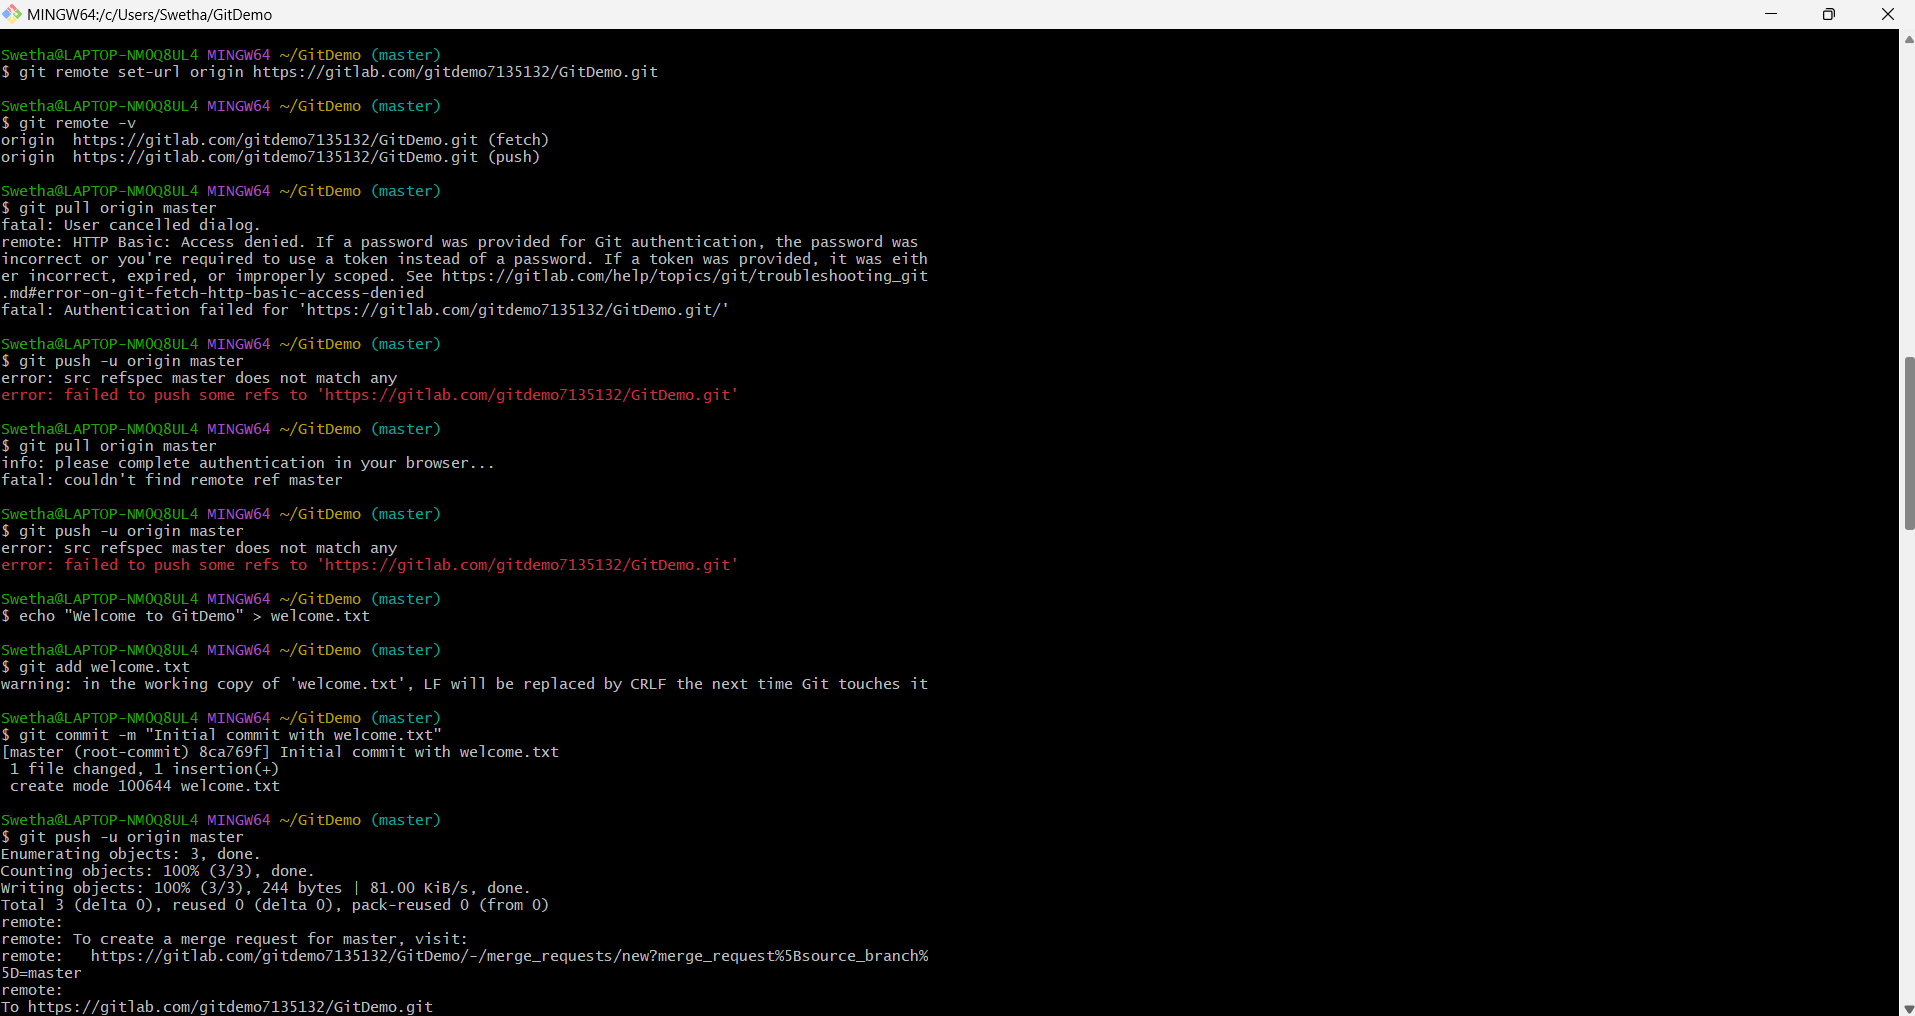 MINGW64:/c/Users/Swetha/GitDemo
Swetha@LAPTOP-NM0Q8UL4 MINGW64 ~/GitDemo (master)
$ git remote set-url origin https://gitlab.com/gitdemo7135132/GitDemo.git
Swetha@LAPTOP-NM0Q8UL4 MINGW64 ~/GitDemo (master)
$ git remote -v
origin  https://gitlab.com/gitdemo7135132/GitDemo.git (fetch)
origin  https://gitlab.com/gitdemo7135132/GitDemo.git (push)
Swetha@LAPTOP-NM0Q8UL4 MINGW64 ~/GitDemo (master)
$ git pull origin master
fatal: User cancelled dialog.
remote: HTTP Basic: Access denied. If a password was provided for Git authentication, the password was
incorrect or you're required to use a token instead of a password. If a token was provided, it was eith
er incorrect, expired, or improperly scoped. See https://gitlab.com/help/topics/git/troubleshooting_git
.md#error-on-git-fetch-http-basic-access-denied
fatal: Authentication failed for 'https://gitlab.com/gitdemo7135132/GitDemo.git/'
Swetha@LAPTOP-NM0Q8UL4 MINGW64 ~/GitDemo (master)
$ git push -u origin master
error: src refspec master does not match any
error: failed to push some refs to 'https://gitlab.com/gitdemo7135132/GitDemo.git'
Swetha@LAPTOP-NM0Q8UL4 MINGW64 ~/GitDemo (master)
$ git pull origin master
info: please complete authentication in your browser...
fatal: couldn't find remote ref master
Swetha@LAPTOP-NM0Q8UL4 MINGW64 ~/GitDemo (master)
$ git push -u origin master
error: src refspec master does not match any
error: failed to push some refs to 'https://gitlab.com/gitdemo7135132/GitDemo.git'
Swetha@LAPTOP-NM0Q8UL4 MINGW64 ~/GitDemo (master)
$ echo "Welcome to GitDemo" > welcome.txt
Swetha@LAPTOP-NM0Q8UL4 MINGW64 ~/GitDemo (master)
$ git add welcome.txt
warning: in the working copy of 'welcome.txt', LF will be replaced by CRLF the next time Git touches it
Swetha@LAPTOP-NM0Q8UL4 MINGW64 ~/GitDemo (master)
$ git commit -m "Initial commit with welcome.txt"
[master (root-commit) 8ca769f] Initial commit with welcome.txt
 1 file changed, 1 insertion(+)
 create mode 100644 welcome.txt
Swetha@LAPTOP-NM0Q8UL4 MINGW64 ~/GitDemo (master)
$ git push -u origin master
Enumerating objects: 3, done.
Counting objects: 100% (3/3), done.
Writing objects: 100% (3/3), 244 bytes | 81.00 KiB/s, done.
Total 3 (delta 0), reused 0 (delta 0), pack-reused 0 (from 0)
remote:
remote: To create a merge request for master, visit:
remote:   https://gitlab.com/gitdemo7135132/GitDemo/-/merge_requests/new?merge_request%5Bsource_branch%
5D=master
remote:
To https://gitlab.com/gitdemo7135132/GitDemo.git